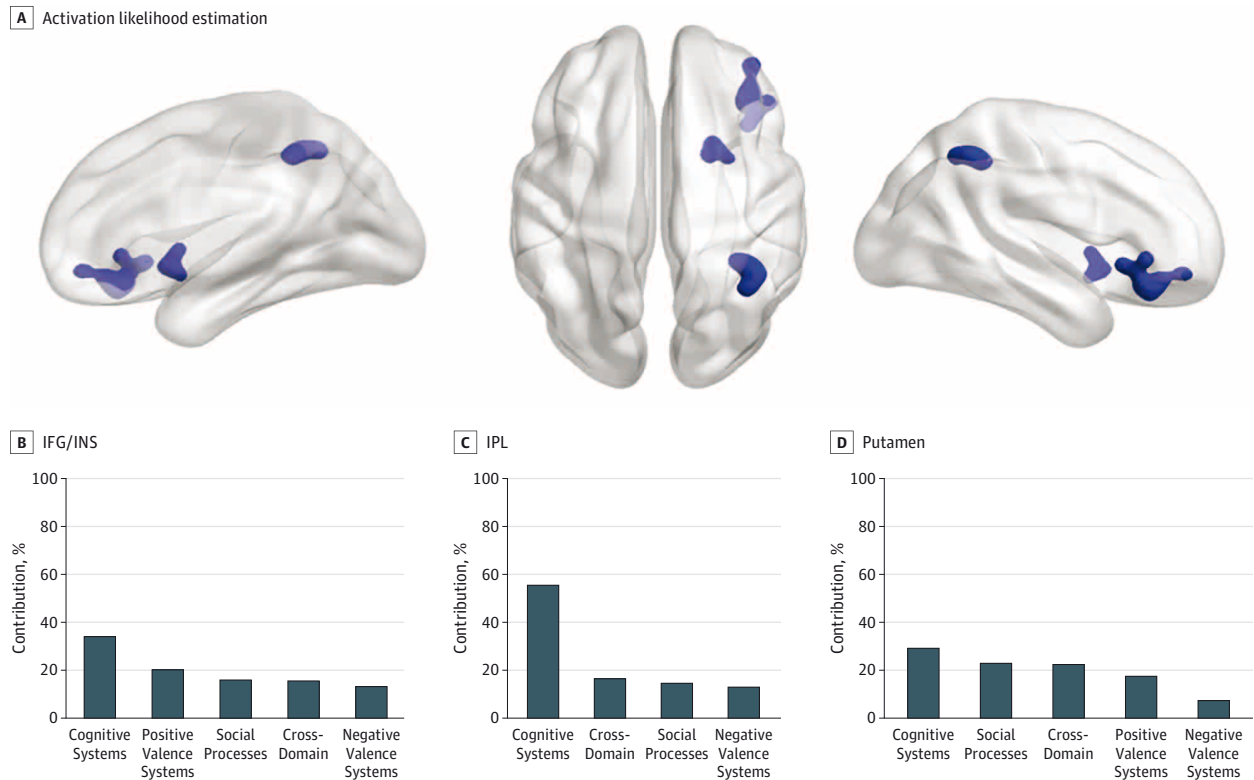 A Activation likelihood estimation
B IFG/INS
Contribution, %
100
80
60
40
20
0
Cognitive
Systems
Positive
Valence
Systems
Social
Processes
Cross-
Domain
Negative
Valence
Systems
C IPL
Contribution, %
100
80
60
40
20
0
Cognitive
Systems
Cross-
Domain
Social
Processes
Negative
Valence
Systems
D Putamen
Contribution, %
100
80
60
40
20
0
Cognitive
Systems
Social
Processes
Cross-
Domain
Positive
Valence
Systems
Negative
Valence
Systems